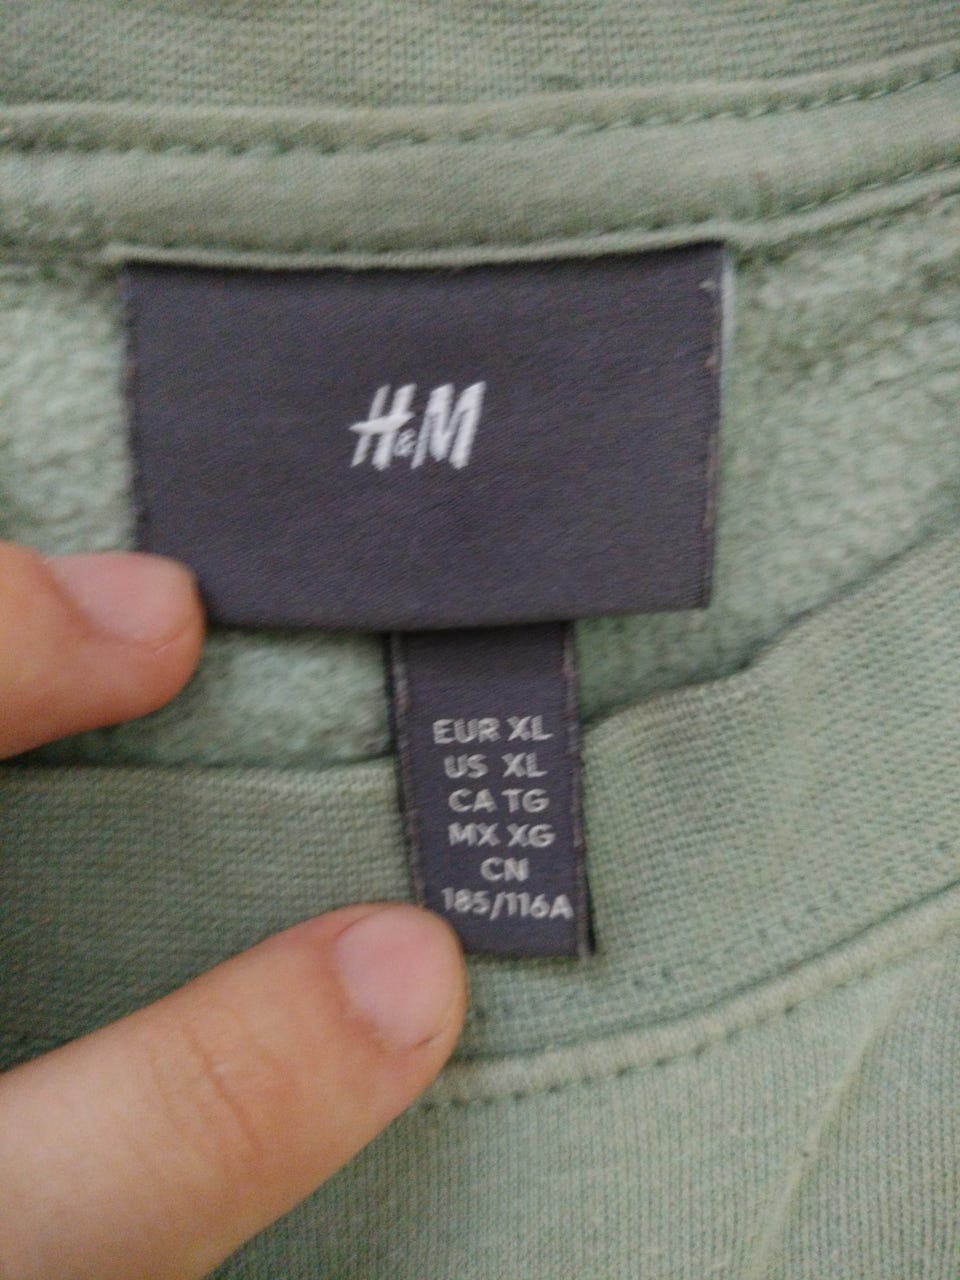 H&M
EUR XL
US XL
CA TG
MX XG
CN
185/116A